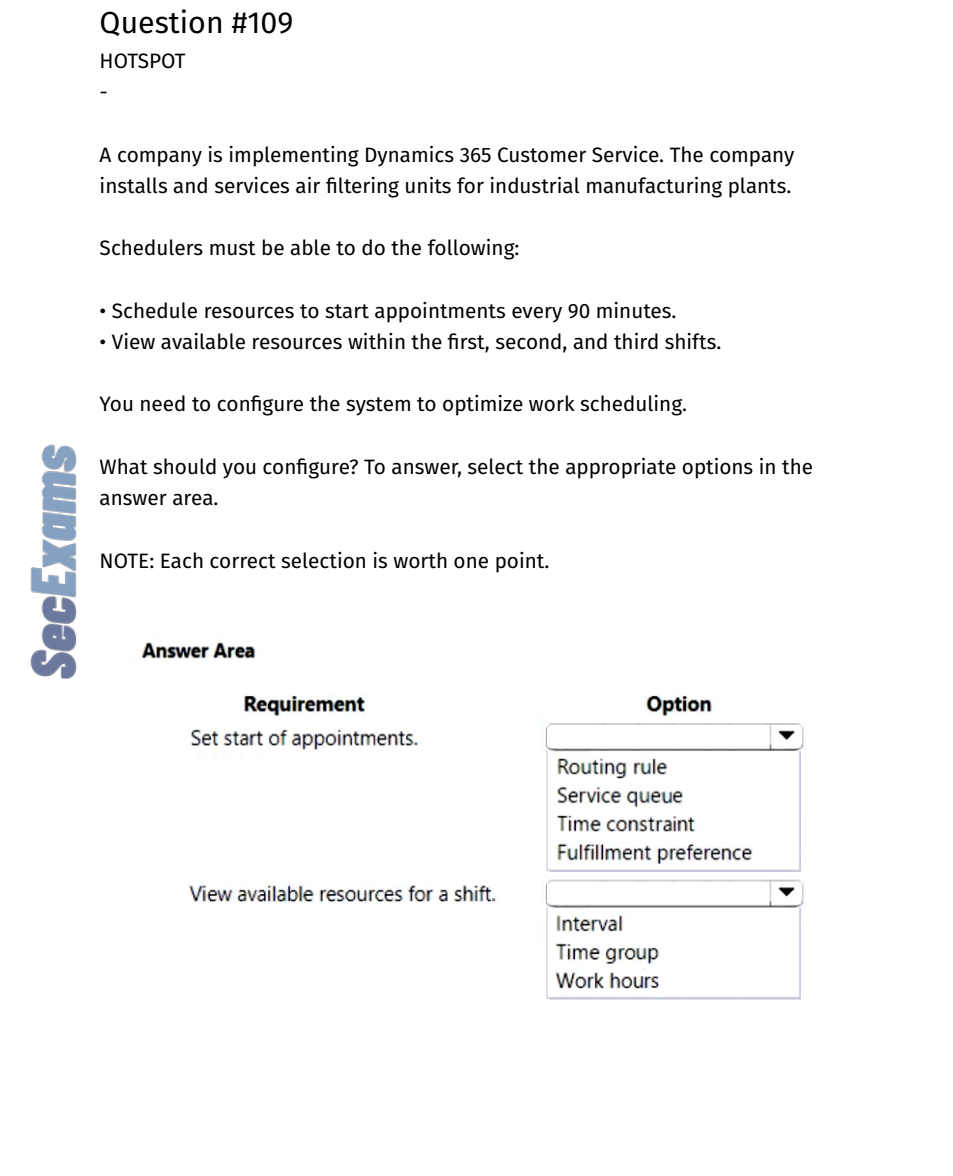 Question #109
HOTSPOT
-
A company is implementing Dynamics 365 Customer Service. The company
installs and services air filtering units for industrial manufacturing plants.
Schedulers must be able to do the following:
• Schedule resources to start appointments every 90 minutes.
• View available resources within the first, second, and third shifts.
You need to configure the system to optimize work scheduling.
What should you configure? To answer, select the appropriate options in the
answer area.
NOTE: Each correct selection is worth one point.
SecExams
Answer Area
Requirement Option
Set start of appointments.
Routing rule
Service queue
Time constraint
Fulfillment preference
View available resources for a shift.
Interval
Time group
Work hours